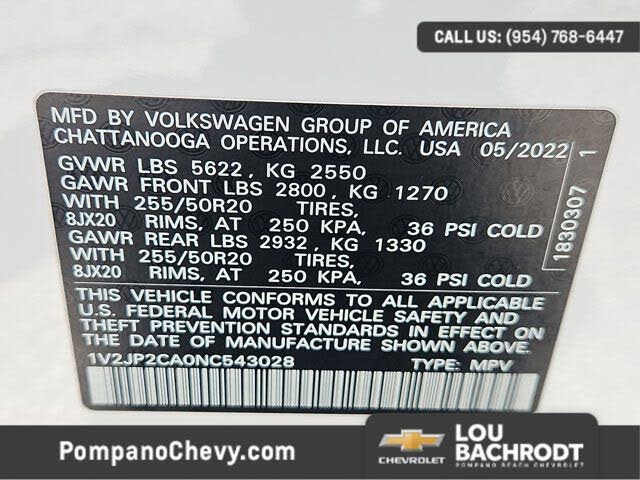 CALL US: (954) 768-6447
MFD BY VOLKSWAGEN GROUP OF AMERICA
CHATTANOOGA OPERATIONS, LLC. USA 05/2022
GVWR LBS 5622, KG 2550
GAWR FRONT LBS 2800, KG 1270
WITH 255/50R20 TIRES,
8JX20 RIMS, AT 250 KPA, 36 PSI COLD
GAWR REAR LBS 2932, KG 1330
WITH 255/50R20 TIRES,
8JX20 RIMS, AT 250 KPA, 36 PSI COLD
THIS VEHICLE CONFORMS TO ALL APPLICABLE
U.S. FEDERAL MOTOR VEHICLE SAFETY AND
THEFT PREVENTION STANDARDS IN EFFECT ON
THE DATE OF MANUFACTURE SHOWN ABOVE.
1V2JP2CA0NC543028 TYPE: MPV
1830307 1
PompanoChevy.com
CHEVROLET
LOU
BACHRODT
POMPANO BEACH CHEVROLET